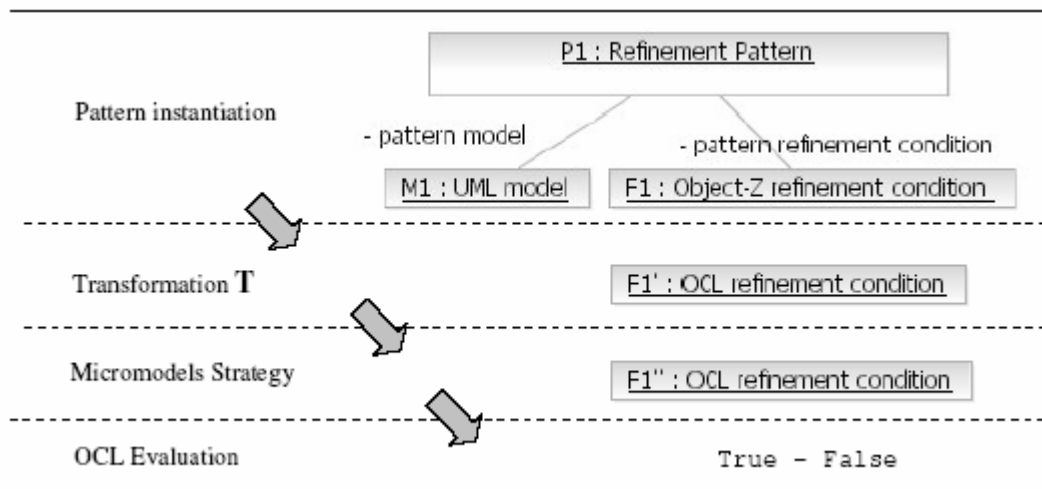 P1 : Refinement Pattern
Pattern instantiation
- pattern model
- pattern refinement condition
M1 : UML model
F1 : Object-Z refinement condition
Transformation T
F1' : OCL refinement condition
Micromodels Strategy
F1'' : OCL refinement condition
OCL Evaluation
True - False